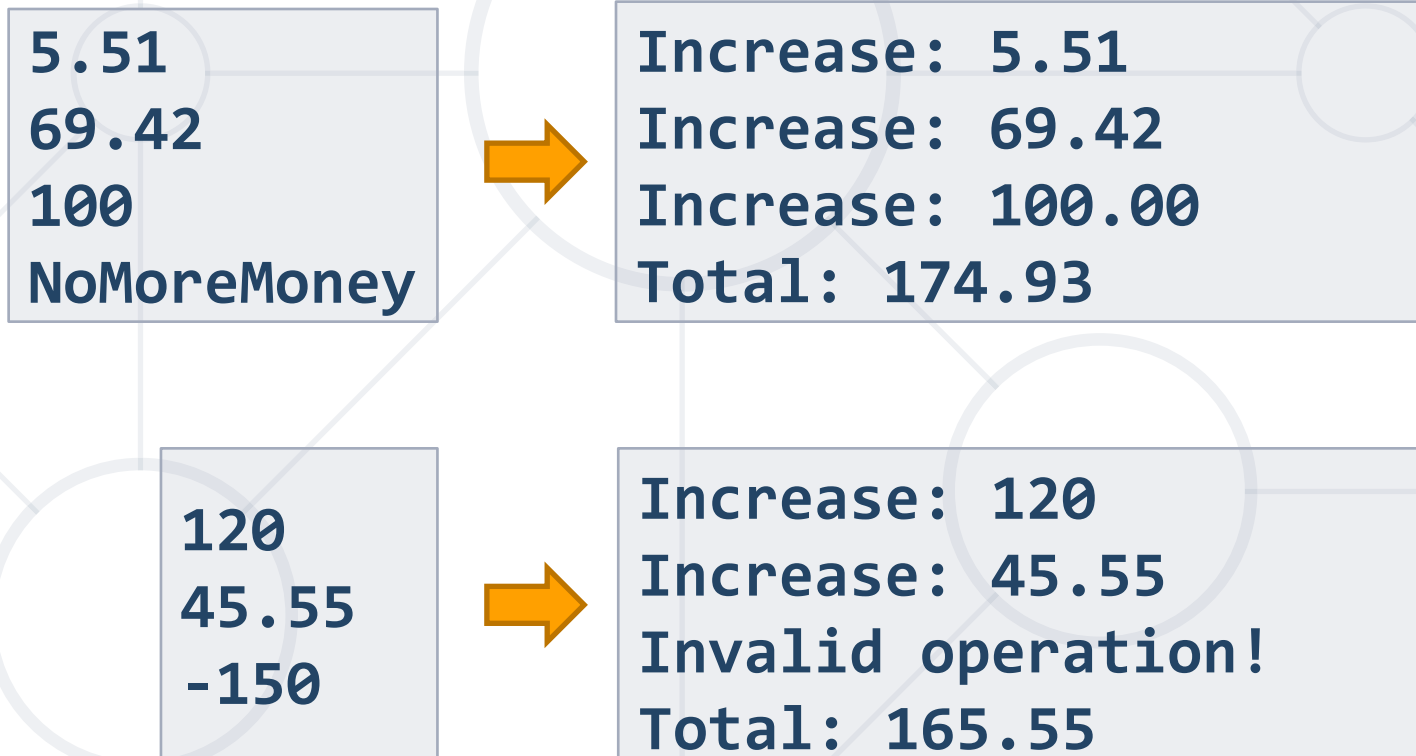 5.51
69.42
100
NoMoreMoney
Increase: 5.51
Increase: 69.42
Increase: 100.00
Total: 174.93
120
45.55
-150
Increase: 120
Increase: 45.55
Invalid operation!
Total: 165.55